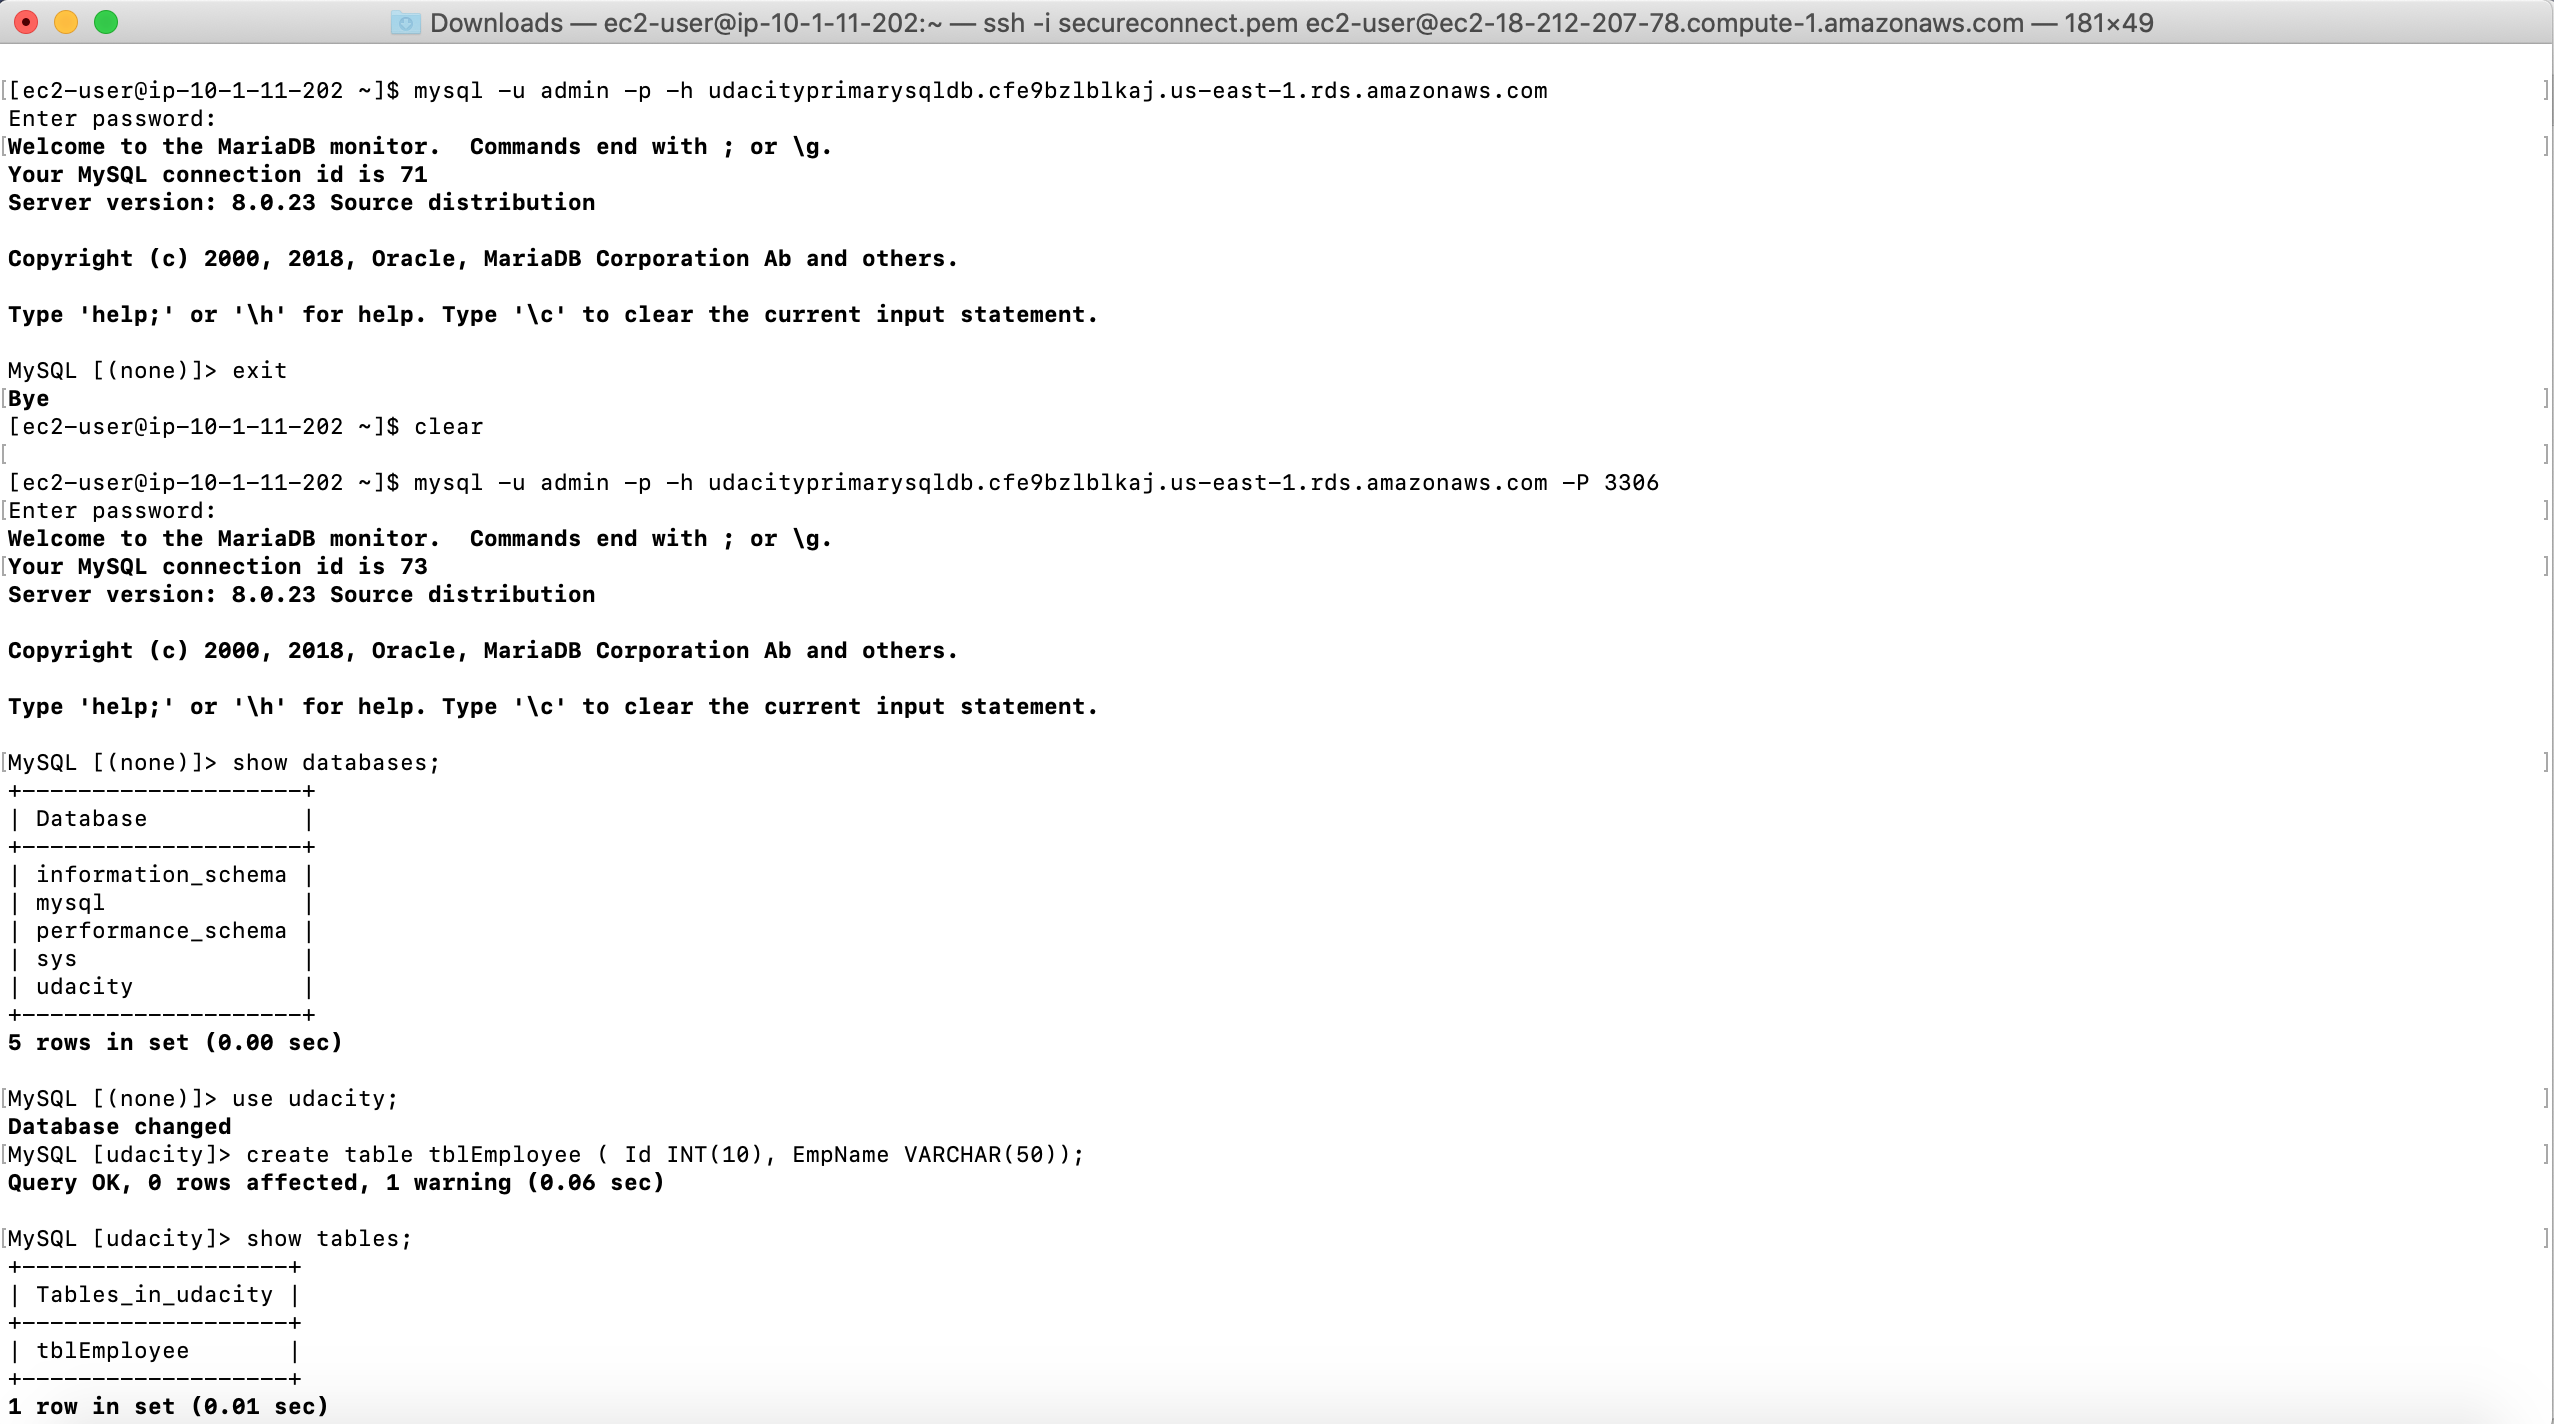 Downloads — ec2-user@ip-10-1-11-202:~ — ssh -i secureconnect.pem ec2-user@ec2-18-212-207-78.compute-1.amazonaws.com — 181×49
[[ec2-user@ip-10-1-11-202 ~]$ mysql -u admin -p -h udacityprimarysqldb.cfe9bzlblkaj.us-east-1.rds.amazonaws.com ]
Enter password:
[Welcome to the MariaDB monitor.  Commands end with ; or \g. ]
Your MySQL connection id is 71
Server version: 8.0.23 Source distribution
Copyright (c) 2000, 2018, Oracle, MariaDB Corporation Ab and others.
Type 'help;' or '\h' for help. Type '\c' to clear the current input statement.
MySQL [(none)]> exit
[Bye ]
[ec2-user@ip-10-1-11-202 ~]$ clear
[ ]
[ec2-user@ip-10-1-11-202 ~]$ mysql -u admin -p -h udacityprimarysqldb.cfe9bzlblkaj.us-east-1.rds.amazonaws.com -P 3306
[Enter password: ]
Welcome to the MariaDB monitor.  Commands end with ; or \g.
[Your MySQL connection id is 73 ]
Server version: 8.0.23 Source distribution
Copyright (c) 2000, 2018, Oracle, MariaDB Corporation Ab and others.
Type 'help;' or '\h' for help. Type '\c' to clear the current input statement.
[MySQL [(none)]> show databases; ]
+--------------------+
| Database           |
+--------------------+
| information_schema |
| mysql              |
| performance_schema |
| sys                |
| udacity            |
+--------------------+
5 rows in set (0.00 sec)
[MySQL [(none)]> use udacity; ]
Database changed
[MySQL [udacity]> create table tblEmployee ( Id INT(10), EmpName VARCHAR(50)); ]
Query OK, 0 rows affected, 1 warning (0.06 sec)
[MySQL [udacity]> show tables; ]
+-------------------+
| Tables_in_udacity |
+-------------------+
| tblEmployee       |
+-------------------+
1 row in set (0.01 sec)